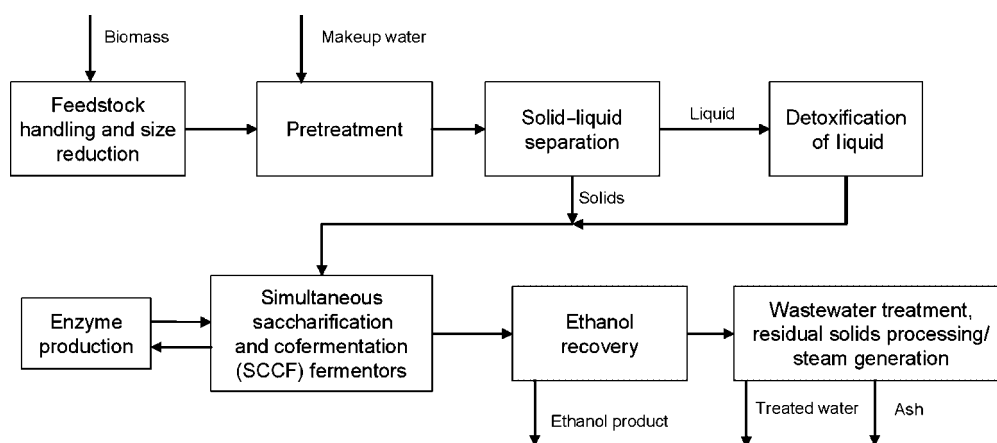 Biomass
Makeup water
Feedstock
handling and size
reduction
Pretreatment
Solid–liquid
separation
Liquid
Detoxification
of liquid
Solids
Enzyme
production
Simultaneous
saccharification
and cofermentation
(SCCF) fermentors
Ethanol
recovery
Wastewater treatment,
residual solids processing/
steam generation
Ethanol product
Treated water
Ash